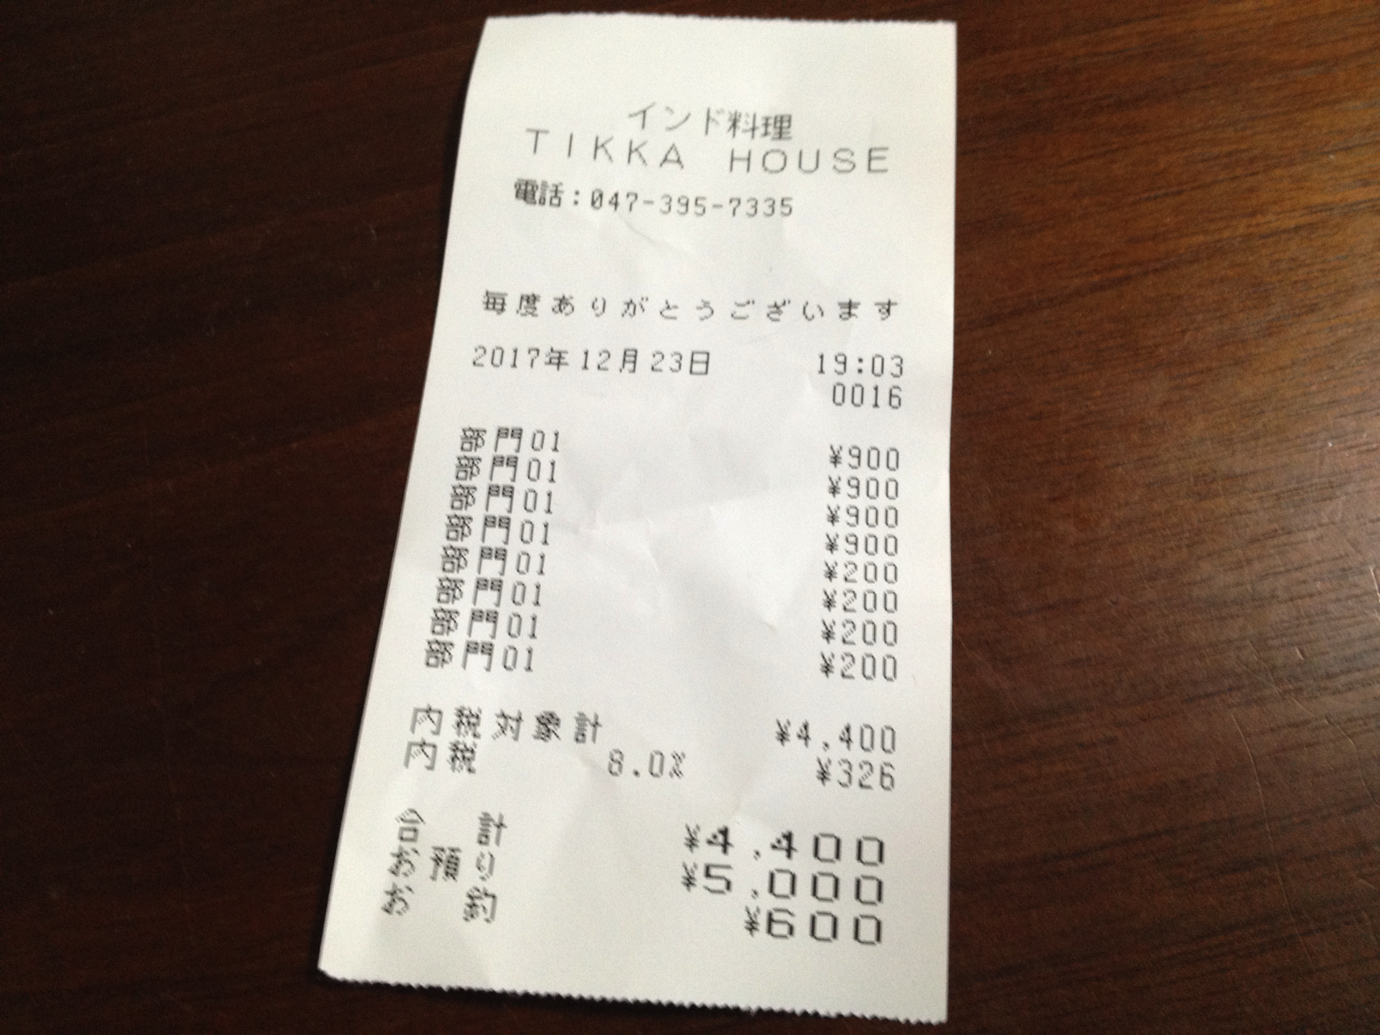 インド料理
TIKKA HOUSE
電話：047-395-7335
毎度ありがとうございます
2017年12月23日 19:03
0016
部門01 ¥900
部門01 ¥900
部門01 ¥900
部門01 ¥900
部門01 ¥200
部門01 ¥200
部門01 ¥200
部門01 ¥200
内税対象計 ¥4,400
内税 8.0% ¥326
合計 ¥4,400
お預り ¥5,000
お釣 ¥600